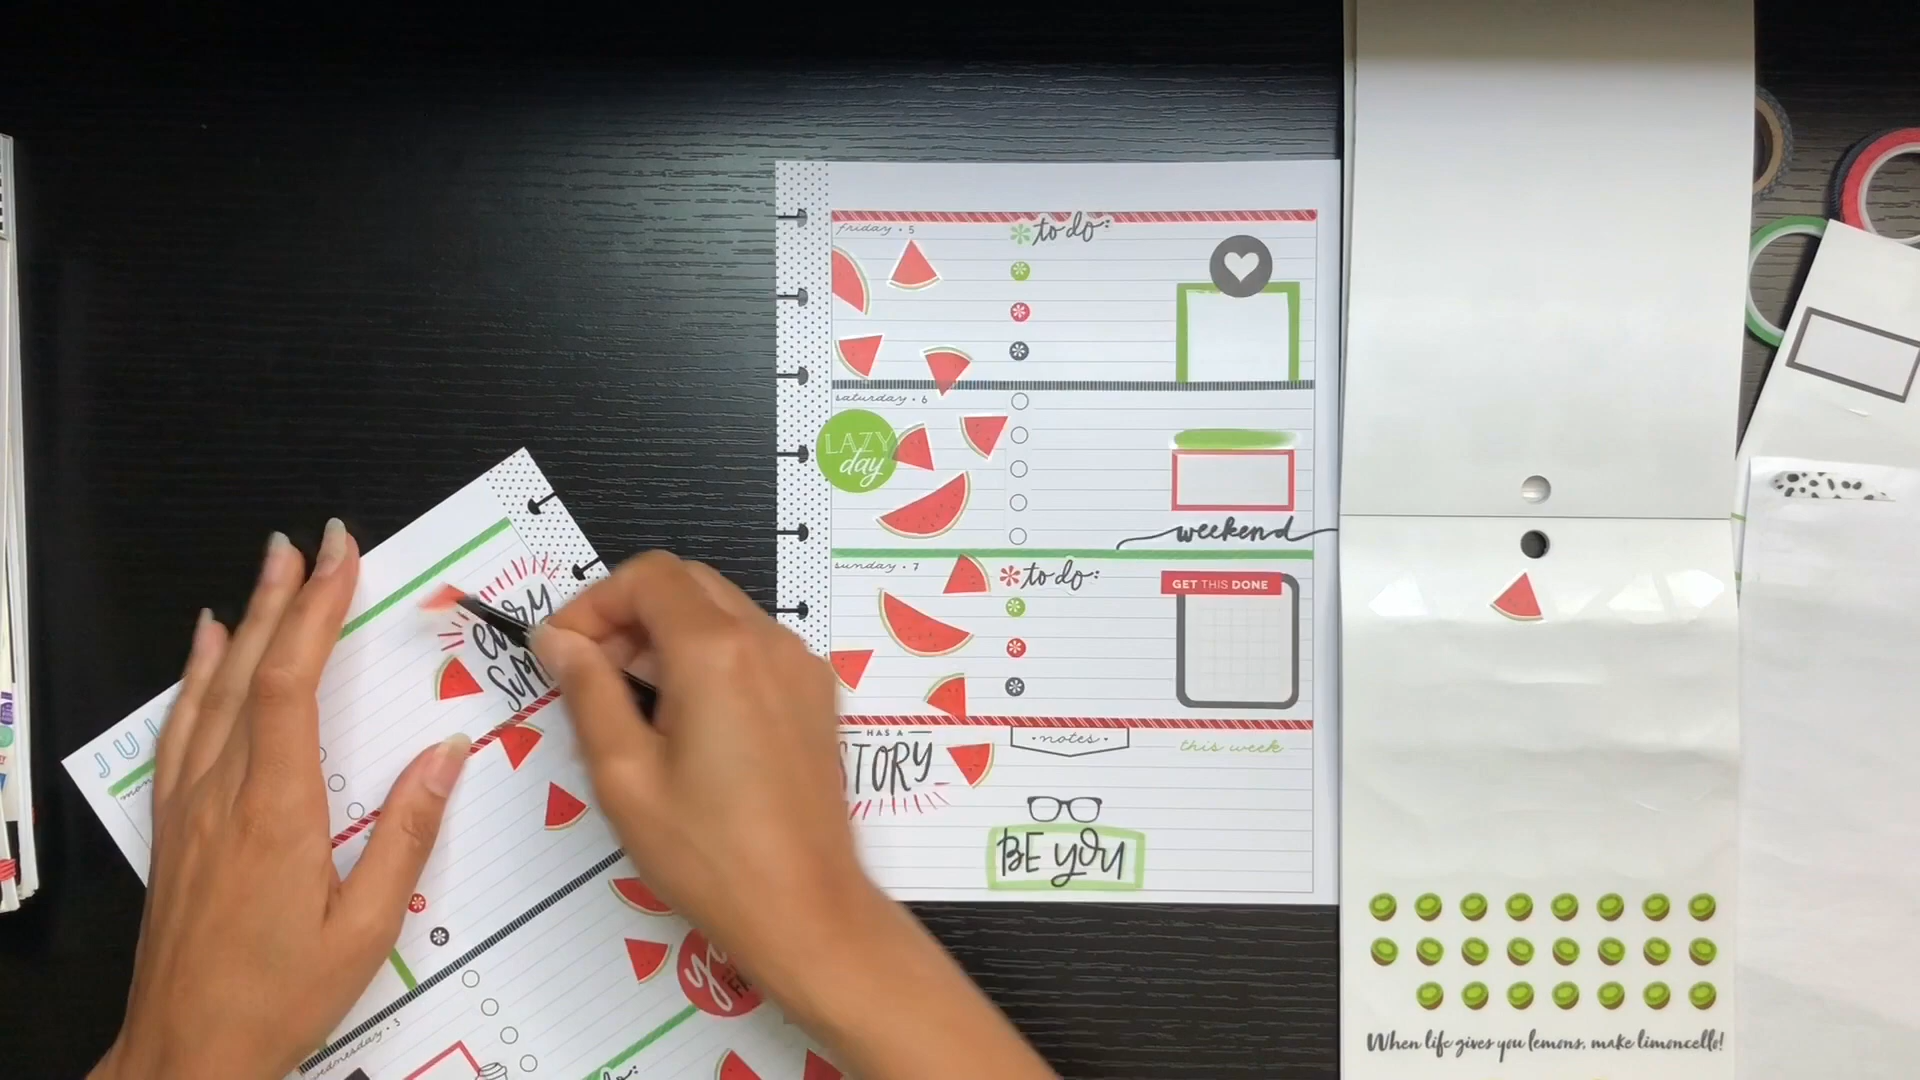 friday • 5
to do:
saturday • 6
LAZY
day
weekend
sunday • 7
to do:
GET THIS DONE
HAS A
STORY
notes
this week
BE you
When life gives you lemons, make limoncello!